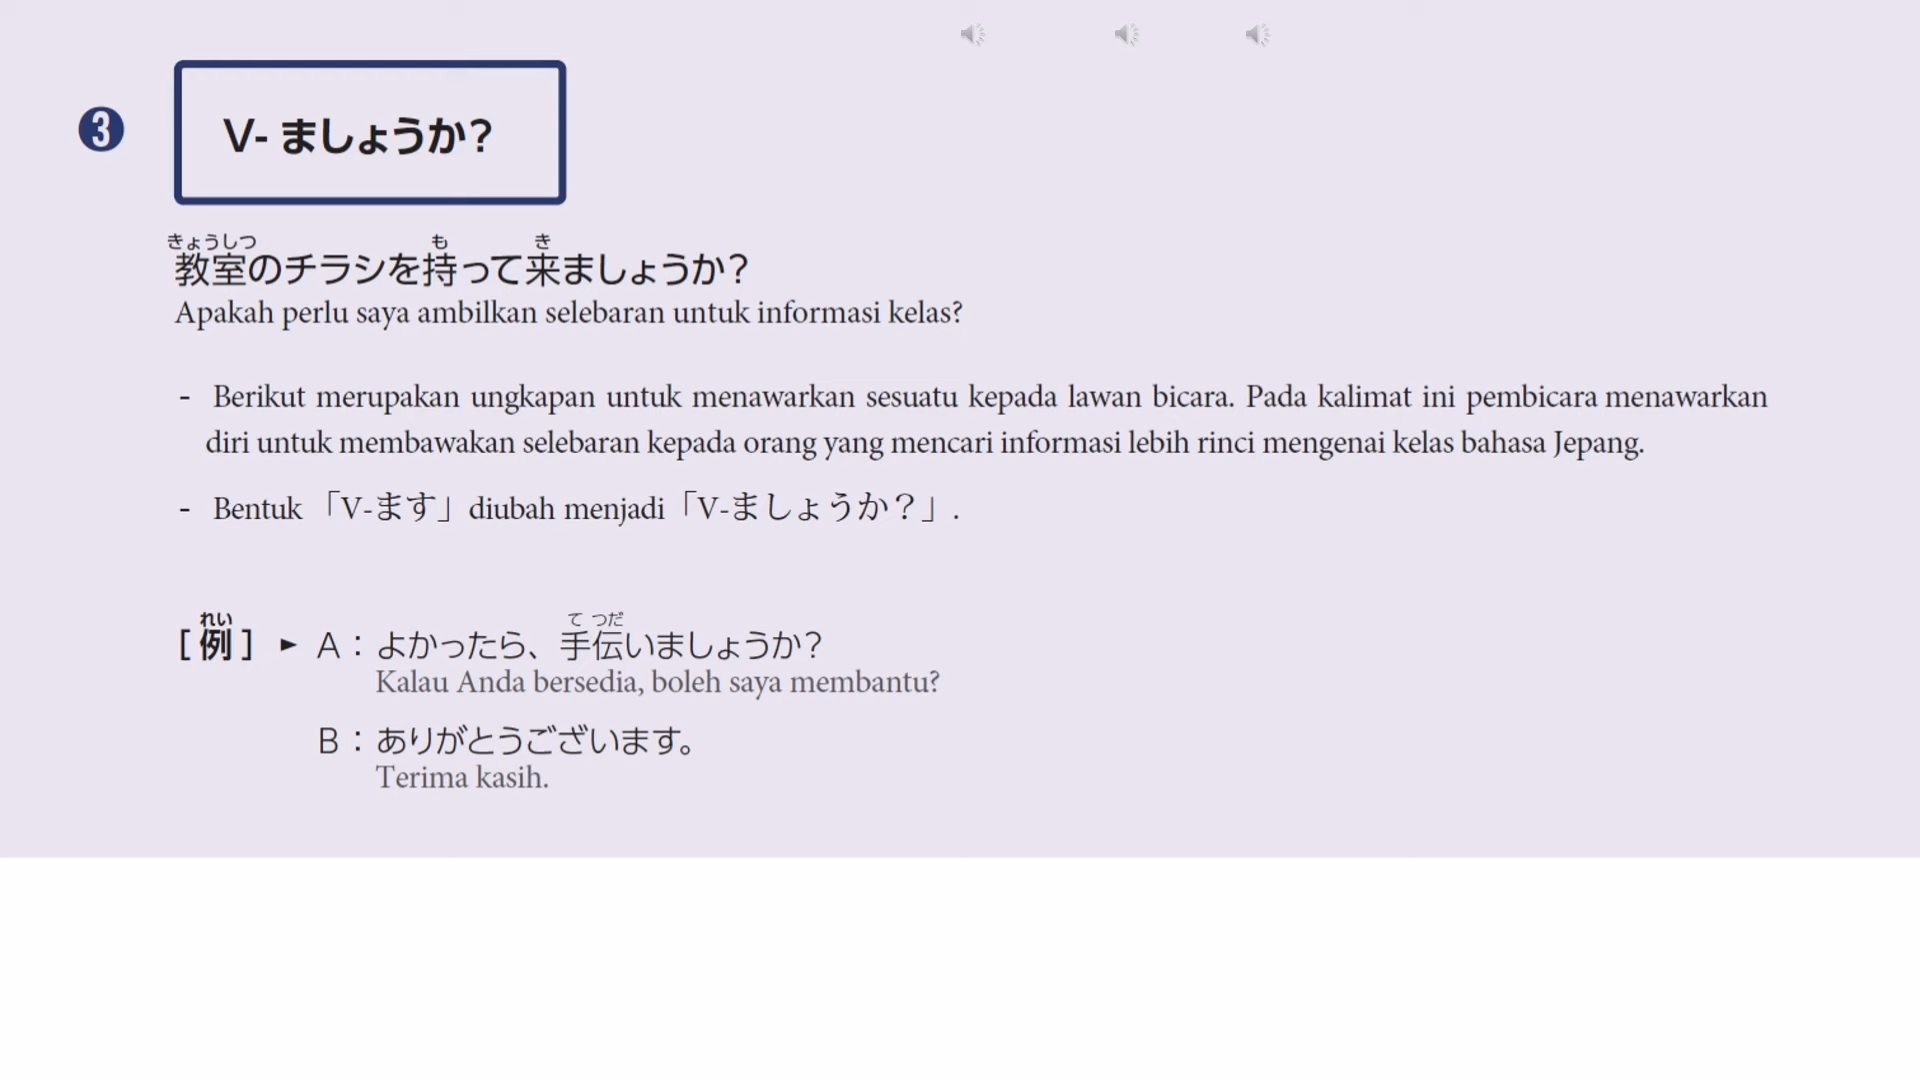 3
V- ましょうか？
きょうしつ も き
教室のチラシを持って来ましょうか？
Apakah perlu saya ambilkan selebaran untuk informasi kelas?
- Berikut merupakan ungkapan untuk menawarkan sesuatu kepada lawan bicara. Pada kalimat ini pembicara menawarkan
diri untuk membawakan selebaran kepada orang yang mencari informasi lebih rinci mengenai kelas bahasa Jepang.
- Bentuk 「V-ます」diubah menjadi「V-ましょうか？」.
れい て つだ
[ 例 ] ► A：よかったら、手伝いましょうか？
Kalau Anda bersedia, boleh saya membantu?
B：ありがとうございます。
Terima kasih.